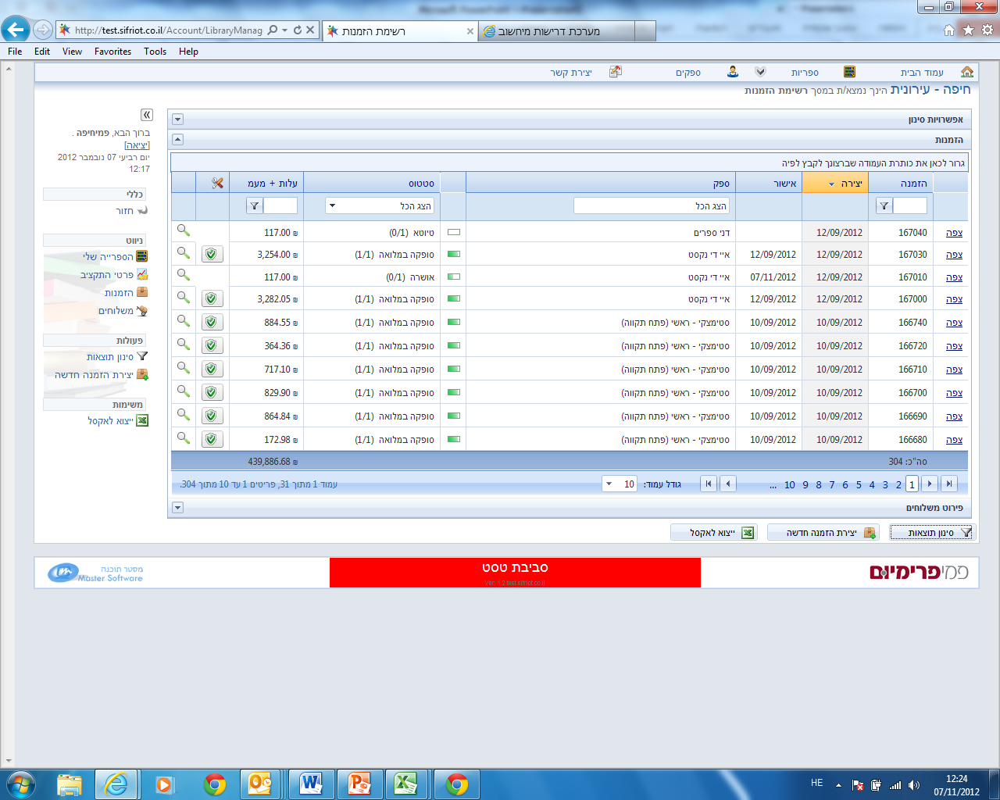 http://test.sifriot.co.il/Account/LibraryManag
רשימת הזמנות
מערכת דרישות מיחשוב
File Edit View Favorites Tools Help
עמוד הבית
ספריות
ספקים
יצירת קשר
חיפה - עירונית הינך נמצא/ת במסך רשימת הזמנות
ברוך הבא, פמיחיפה .
[יציאה]
יום רביעי 07 נובמבר 2012
12:17
כללי
חזור
ניווט
הספרייה שלי
פרטי התקציב
הזמנות
משלוחים
פעולות
סינון תוצאות
יצירת הזמנה חדשה
משימות
ייצוא לאקסל
אפשרויות סינון
הזמנות
גרור לכאן את כותרת העמודה שברצונך לקבץ לפיה
הזמנה יצירה אישור ספק סטטוס עלות + מעמ
הצג הכל הצג הכל
צפה 167040 12/09/2012 דני ספרים טיוטא (0/1) 117.00 ₪
צפה 167030 12/09/2012 12/09/2012 איי די נקסט סופקה במלואה (1/1) 3,254.00 ₪
צפה 167010 12/09/2012 07/11/2012 איי די נקסט אושרה (0/1) 117.00 ₪
צפה 167000 12/09/2012 12/09/2012 איי די נקסט סופקה במלואה (1/1) 3,282.05 ₪
צפה 166740 10/09/2012 10/09/2012 סטימצקי - ראשי (פתח תקווה) סופקה במלואה (1/1) 884.55 ₪
צפה 166720 10/09/2012 10/09/2012 סטימצקי - ראשי (פתח תקווה) סופקה במלואה (1/1) 364.36 ₪
צפה 166710 10/09/2012 10/09/2012 סטימצקי - ראשי (פתח תקווה) סופקה במלואה (1/1) 717.10 ₪
צפה 166700 10/09/2012 10/09/2012 סטימצקי - ראשי (פתח תקווה) סופקה במלואה (1/1) 829.90 ₪
צפה 166690 10/09/2012 10/09/2012 סטימצקי - ראשי (פתח תקווה) סופקה במלואה (1/1) 864.84 ₪
צפה 166680 10/09/2012 10/09/2012 סטימצקי - ראשי (פתח תקווה) סופקה במלואה (1/1) 172.98 ₪
סה"כ: 304 439,886.68 ₪
1 2 3 4 5 6 7 8 9 10 ... גודל עמוד: 10 עמוד 1 מתוך 31, פריטים 1 עד 10 מתוך 304.
פירוט משלוחים
סינון תוצאות
יצירת הזמנה חדשה
ייצוא לאקסל
פמיפרימיום
סביבת טסט
Ver: 1.2 test.sifriot.co.il
מסטר תוכנה
Master Software
HE
12:24
07/11/2012